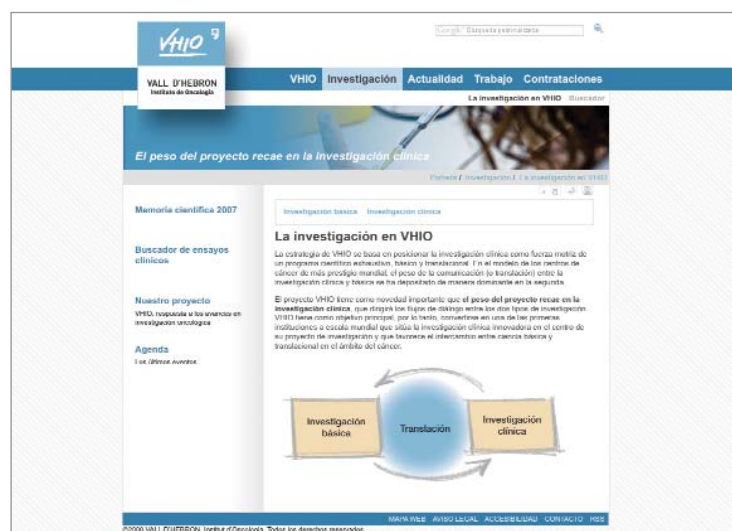 VHIO
Google Búsqueda personalizada
VALL D'HEBRON
Instituto de Oncología
VHIO Investigación Actualidad Trabajo Contrataciones
La investigación en VHIO Buscador
El peso del proyecto recae en la investigación clínica
Portada / Investigación / La investigación en VHIO
Memoria científica 2007
Buscador de ensayos
clínicos
Nuestro proyecto
VHIO, respuesta a los avances en
investigación oncológica
Agenda
Los últimos eventos
Investigación básica Investigación clínica
La investigación en VHIO
La estrategia de VHIO se basa en posicionar la investigación clínica como fuerza motriz de
un programa científico exhaustivo, básico y translacional. En el modelo de los centros de
cáncer de más prestigio mundial, el peso de la comunicación (o translación) entre la
investigación clínica y básica se ha depositado de manera dominante en la segunda.
El proyecto VHIO tiene como novedad importante que el peso del proyecto recae en la
investigación clínica, que dirigirá los flujos de diálogo entre los dos tipos de investigación.
VHIO tiene como objetivo principal, por lo tanto, convertirse en una de las primeras
instituciones a escala mundial que sitúa la investigación clínica innovadora en el centro de
su proyecto de investigación y que favorece el intercambio entre ciencia básica y
translacional en el ámbito del cáncer.
Investigación
básica
Translación
Investigación
clínica
MAPA WEB AVISO LEGAL ACCESIBILIDAD CONTACTO RSS
©2009 VALL D'HEBRON, Institut d'Oncologia. Todos los derechos reservados.